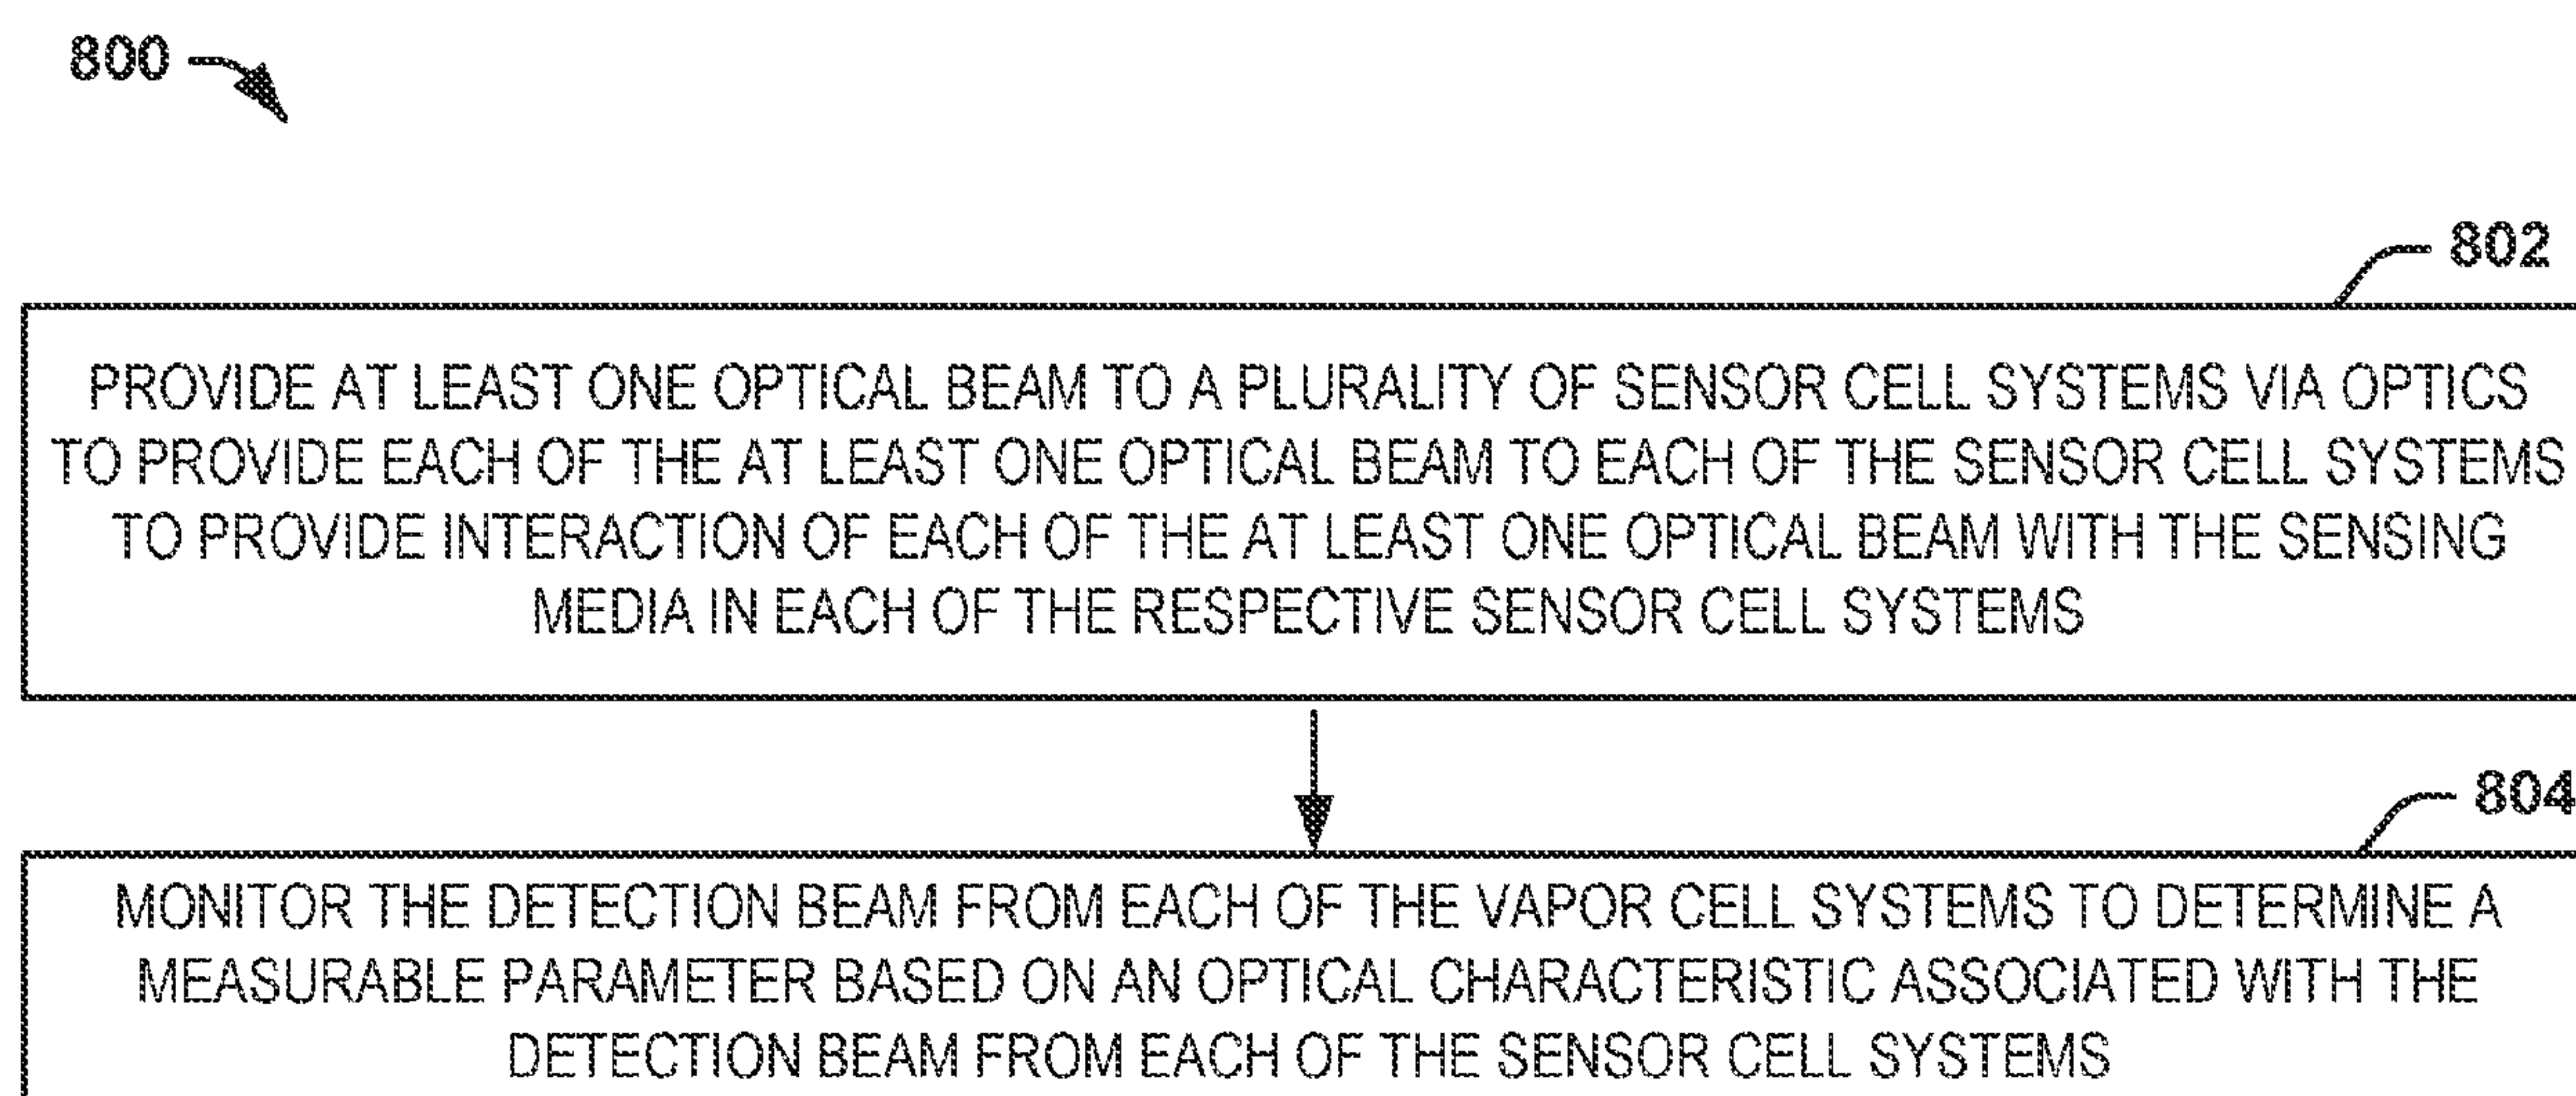 800
802
PROVIDE AT LEAST ONE OPTICAL BEAM TO A PLURALITY OF SENSOR CELL SYSTEMS VIA OPTICS
TO PROVIDE EACH OF THE AT LEAST ONE OPTICAL BEAM TO EACH OF THE SENSOR CELL SYSTEMS
TO PROVIDE INTERACTION OF EACH OF THE AT LEAST ONE OPTICAL BEAM WITH THE SENSING
MEDIA IN EACH OF THE RESPECTIVE SENSOR CELL SYSTEMS
804
MONITOR THE DETECTION BEAM FROM EACH OF THE VAPOR CELL SYSTEMS TO DETERMINE A
MEASURABLE PARAMETER BASED ON AN OPTICAL CHARACTERISTIC ASSOCIATED WITH THE
DETECTION BEAM FROM EACH OF THE SENSOR CELL SYSTEMS